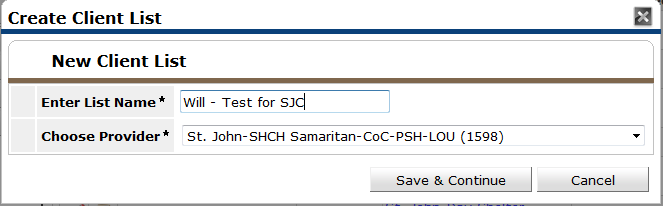 Create Client List
New Client List
Enter List Name* Will - Test for SJC
Choose Provider* St. John-SHCH Samaritan-CoC-PSH-LOU (1598)
Save & Continue Cancel